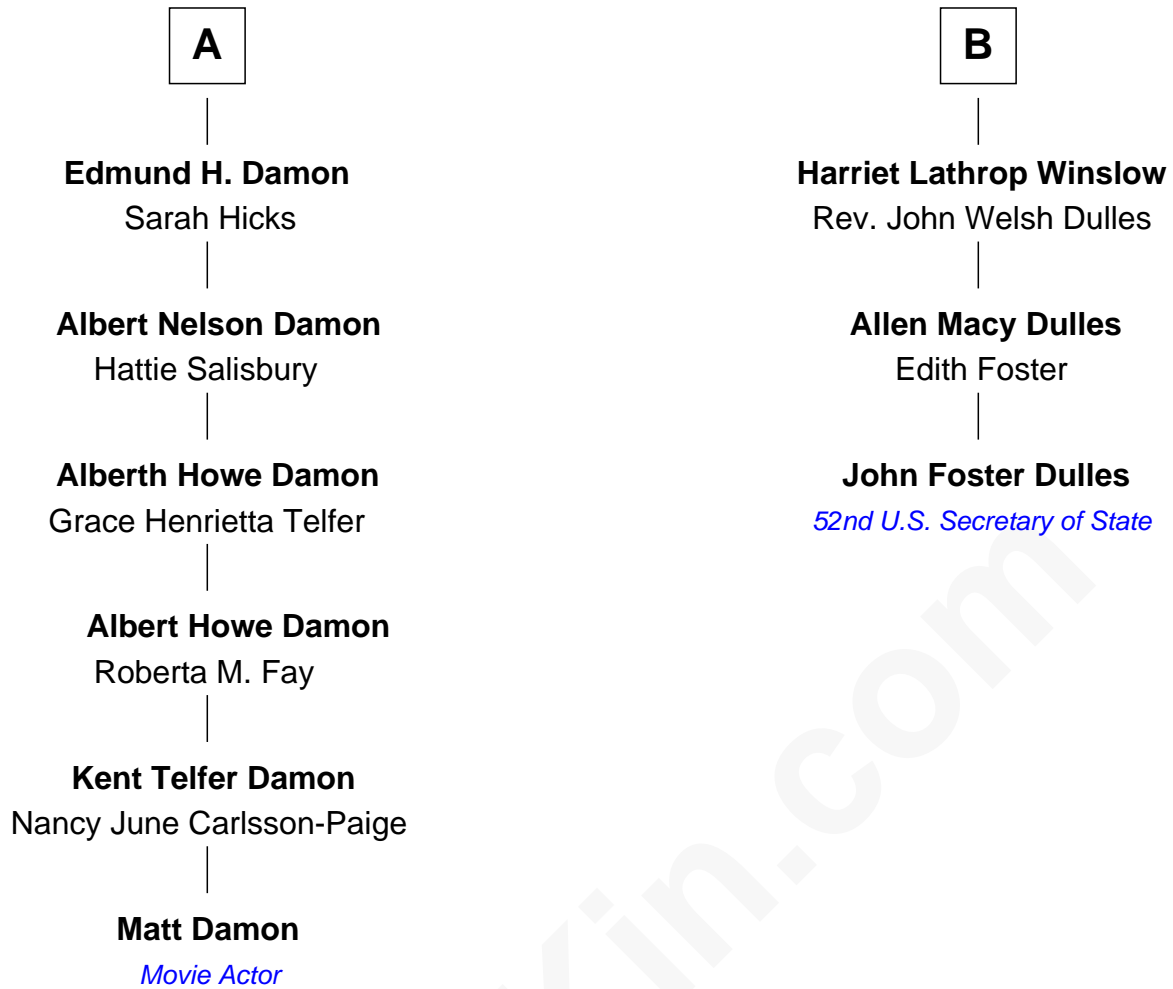 A
Edmund H. Damon
Sarah Hicks
Albert Nelson Damon
Hattie Salisbury
Alberth Howe Damon
Grace Henrietta Telfer
Albert Howe Damon
Roberta M. Fay
Kent Telfer Damon
Nancy June Carlsson-Paige
Matt Damon
Movie Actor
B
Harriet Lathrop Winslow
Rev. John Welsh Dulles
Allen Macy Dulles
Edith Foster
John Foster Dulles
52nd U.S. Secretary of State
Kin.com